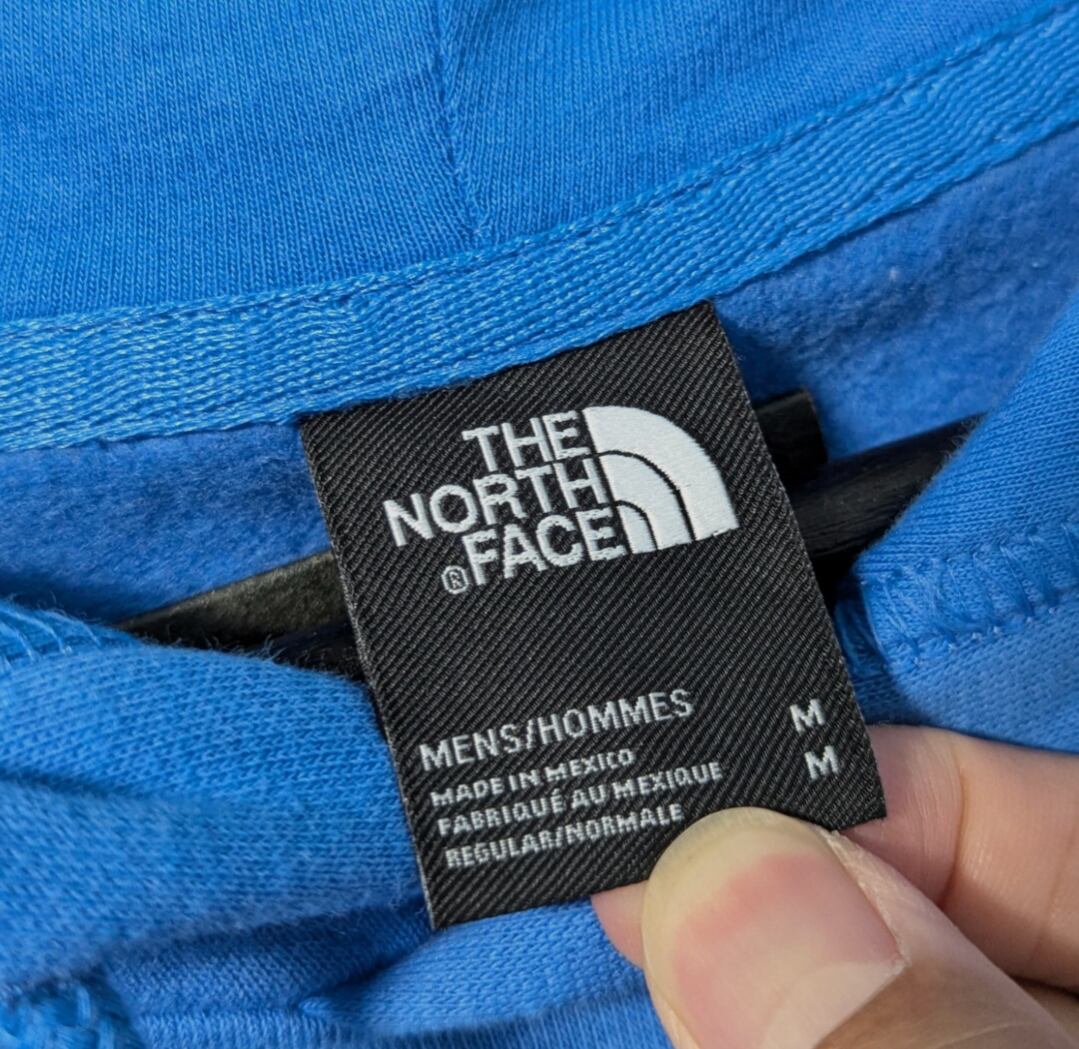 THE
NORTH
FACE
®
MENS/HOMMES M
MADE IN MEXICO M
FABRIQUÉ AU MEXIQUE
REGULAR/NORMALE